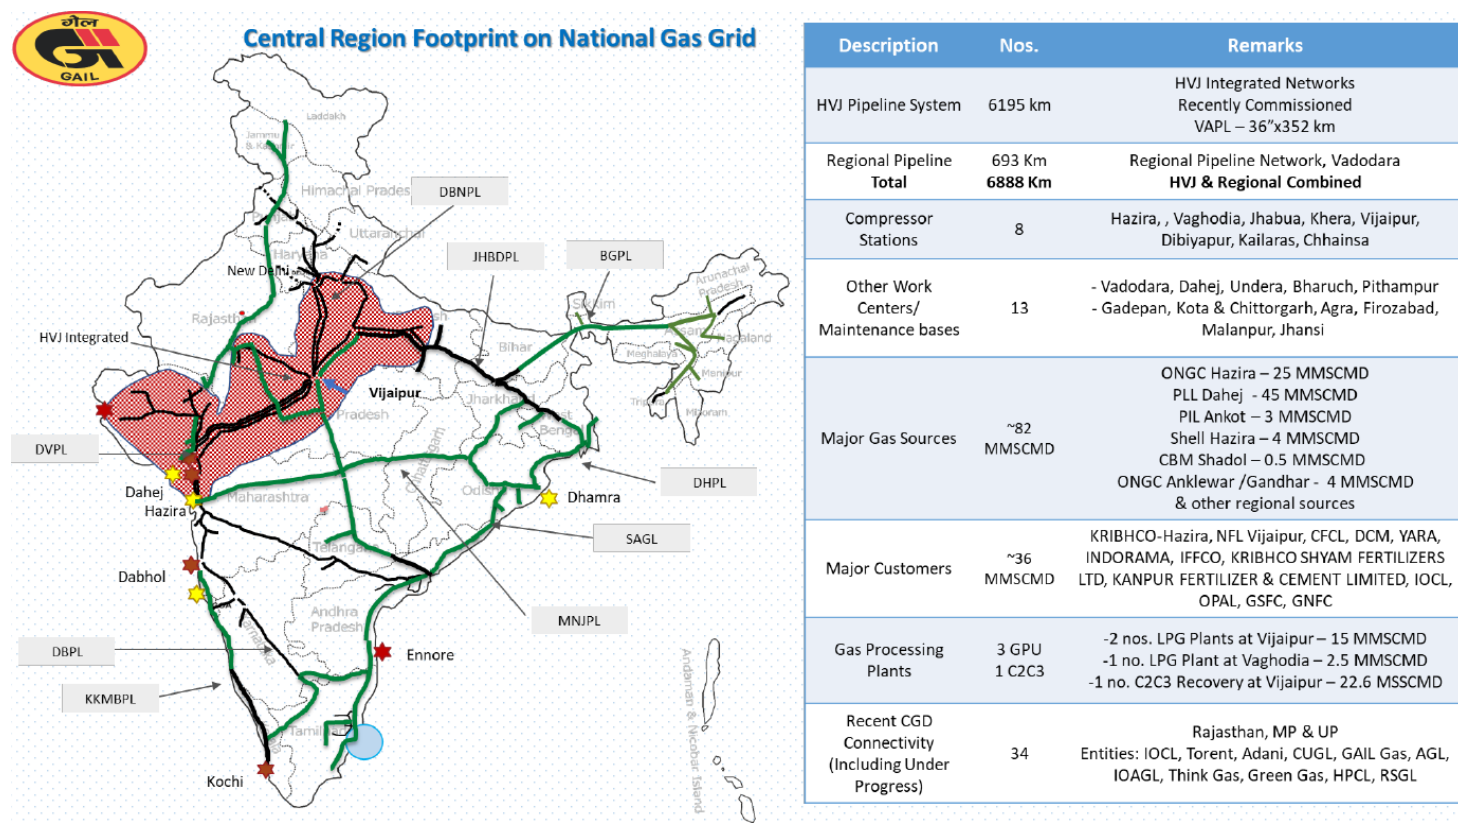 गेल
GAIL
Central Region Footprint on National Gas Grid
Laddakh
Jammu
& Kashmir
Himachal Prades
DBNPL
Punjab
Uttaranchal
Haryana
New Delhi
JHBDPL
BGPL
Arunachal
Pradesh
Sikkim
Rajastha
esh
Assam
Nagaland
HVJ Integrated
Bihar
Meghalaya
Manipur
Vijaipur
Jharkhand
Tripura
Mizoram
Pradesh
West
Bengal
Chhattisgarh
DVPL
DHPL
Dahej
Hazira
Maharashtra
Odis
Dhamra
SAGL
Telangana
Dabhol
MNJPL
Andhra
Pradesh
Karnataka
DBPL
Ennore
KKMBPL
Tamil
Kochi
Andaman & Nicobar Island
Description Nos. Remarks
HVJ Pipeline System 6195 km HVJ Integrated Networks
Recently Commissioned
VAPL – 36”x352 km
Regional Pipeline 693 Km Regional Pipeline Network, Vadodara
Total 6888 Km HVJ & Regional Combined
Compressor
Stations
8
Hazira, , Vaghodia, Jhabua, Khera, Vijaipur,
Dibiyapur, Kailaras, Chhainsa
Other Work
Centers/
Maintenance bases
13
- Vadodara, Dahej, Undera, Bharuch, Pithampur
- Gadepan, Kota & Chittorgarh, Agra, Firozabad,
Malanpur, Jhansi
Major Gas Sources
~82
MMSCMD
ONGC Hazira – 25 MMSCMD
PLL Dahej - 45 MMSCMD
PIL Ankot – 3 MMSCMD
Shell Hazira – 4 MMSCMD
CBM Shadol – 0.5 MMSCMD
ONGC Anklewar /Gandhar - 4 MMSCMD
& other regional sources
Major Customers
~36
MMSCMD
KRIBHCO-Hazira, NFL Vijaipur, CFCL, DCM, YARA,
INDORAMA, IFFCO, KRIBHCO SHYAM FERTILIZERS
LTD, KANPUR FERTILIZER & CEMENT LIMITED, IOCL,
OPAL, GSFC, GNFC
Gas Processing
Plants
3 GPU
1 C2C3
-2 nos. LPG Plants at Vijaipur – 15 MMSCMD
-1 no. LPG Plant at Vaghodia – 2.5 MMSCMD
-1 no. C2C3 Recovery at Vijaipur – 22.6 MSSCMD
Recent CGD
Connectivity
(Including Under
Progress)
34
Rajasthan, MP & UP
Entities: IOCL, Torent, Adani, CUGL, GAIL Gas, AGL,
IOAGL, Think Gas, Green Gas, HPCL, RSGL